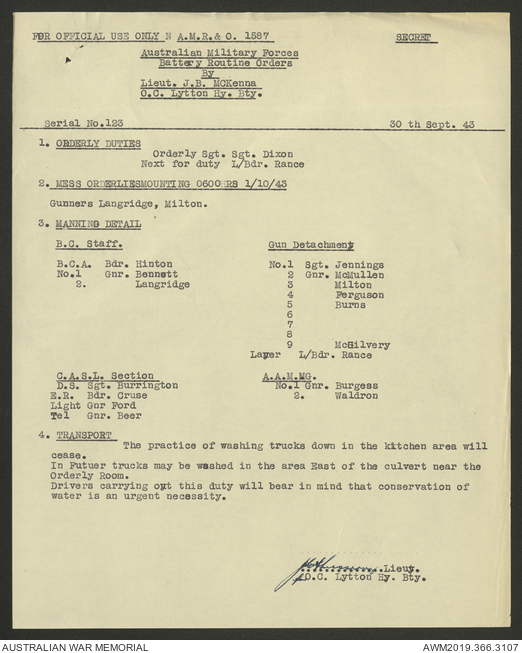 FOR OFFICIAL USE ONLY N A.M.R.& O. 1587 SECRET
Australian Military Forces
Battery Routine Orders
By
Lieut. J.B. McKenna
O.C. Lytton Hy. Bty.
Serial No.123 30 th Sept. 43
1. ORDERLY DUTIES
Orderly Sgt. Sgt. Dixon
Next for duty L/Bdr. Rance
2. MESS ORDERLIESMOUNTING 0600HRS 1/10/43
Gunners Langridge, Milton.
3. MANNING DETAIL
B.C. Staff. Gun Detachment
B.C.A. Bdr. Hinton No.1 Sgt. Jennings
No.1 Gnr. Bennett 2 Gnr. McMullen
2. Langridge 3 Milton
4 Ferguson
5 Burns
6
7
8
9 McGilvery
Layer L/Bdr. Rance
C.A.S.L. Section A.A.M.MG.
D.S. Sgt. Burrington No.1 Gnr. Burgess
E.R. Bdr. Cruse 2. Waldron
Light Gnr Ford
Tel Gnr. Beer
4. TRANSPORT
The practice of washing trucks down in the kitchen area will
cease.
In Futuer trucks may be washed in the area East of the culvert near the
Orderly Room.
Drivers carrying out this duty will bear in mind that conservation of
water is an urgent necessity.
Lieut.
O.C. Lytton Hy. Bty.
AUSTRALIAN WAR MEMORIAL AWM2019.366.3107